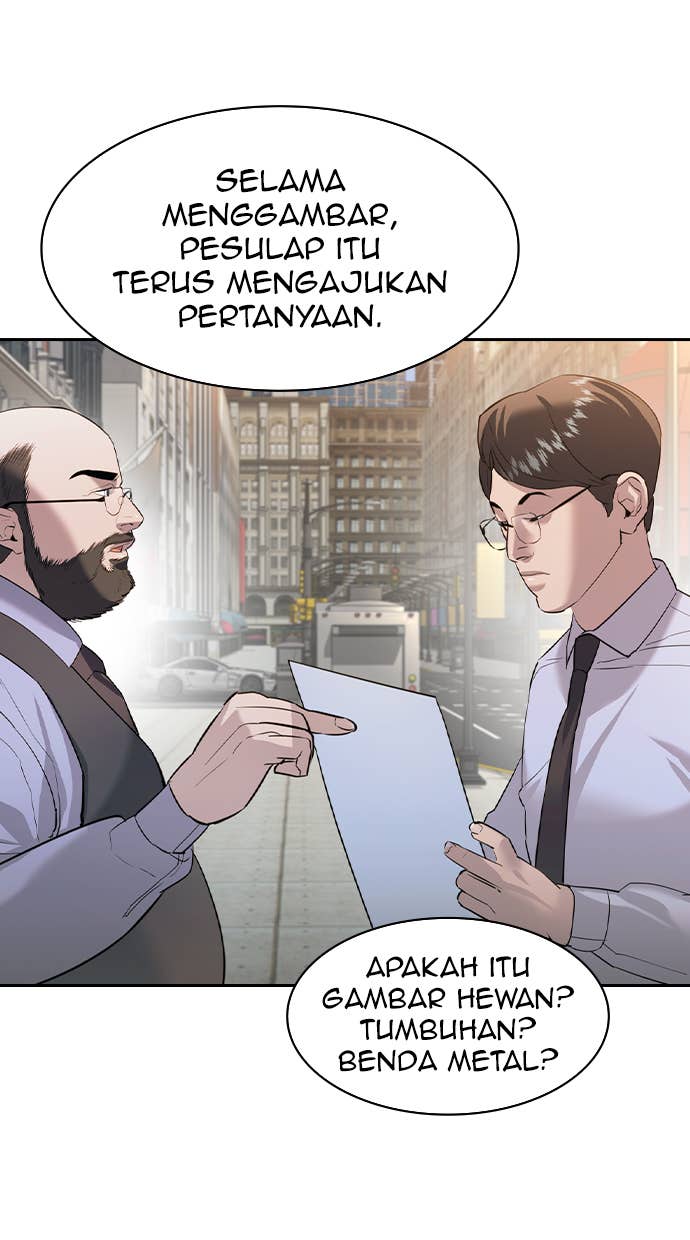 SELAMA
MENGGAMBAR,
PESULAP ITU
TERUS MENGAJUKAN
PERTANYAAN.
APAKAH ITU
GAMBAR HEWAN?
TUMBUHAN?
BENDA METAL?